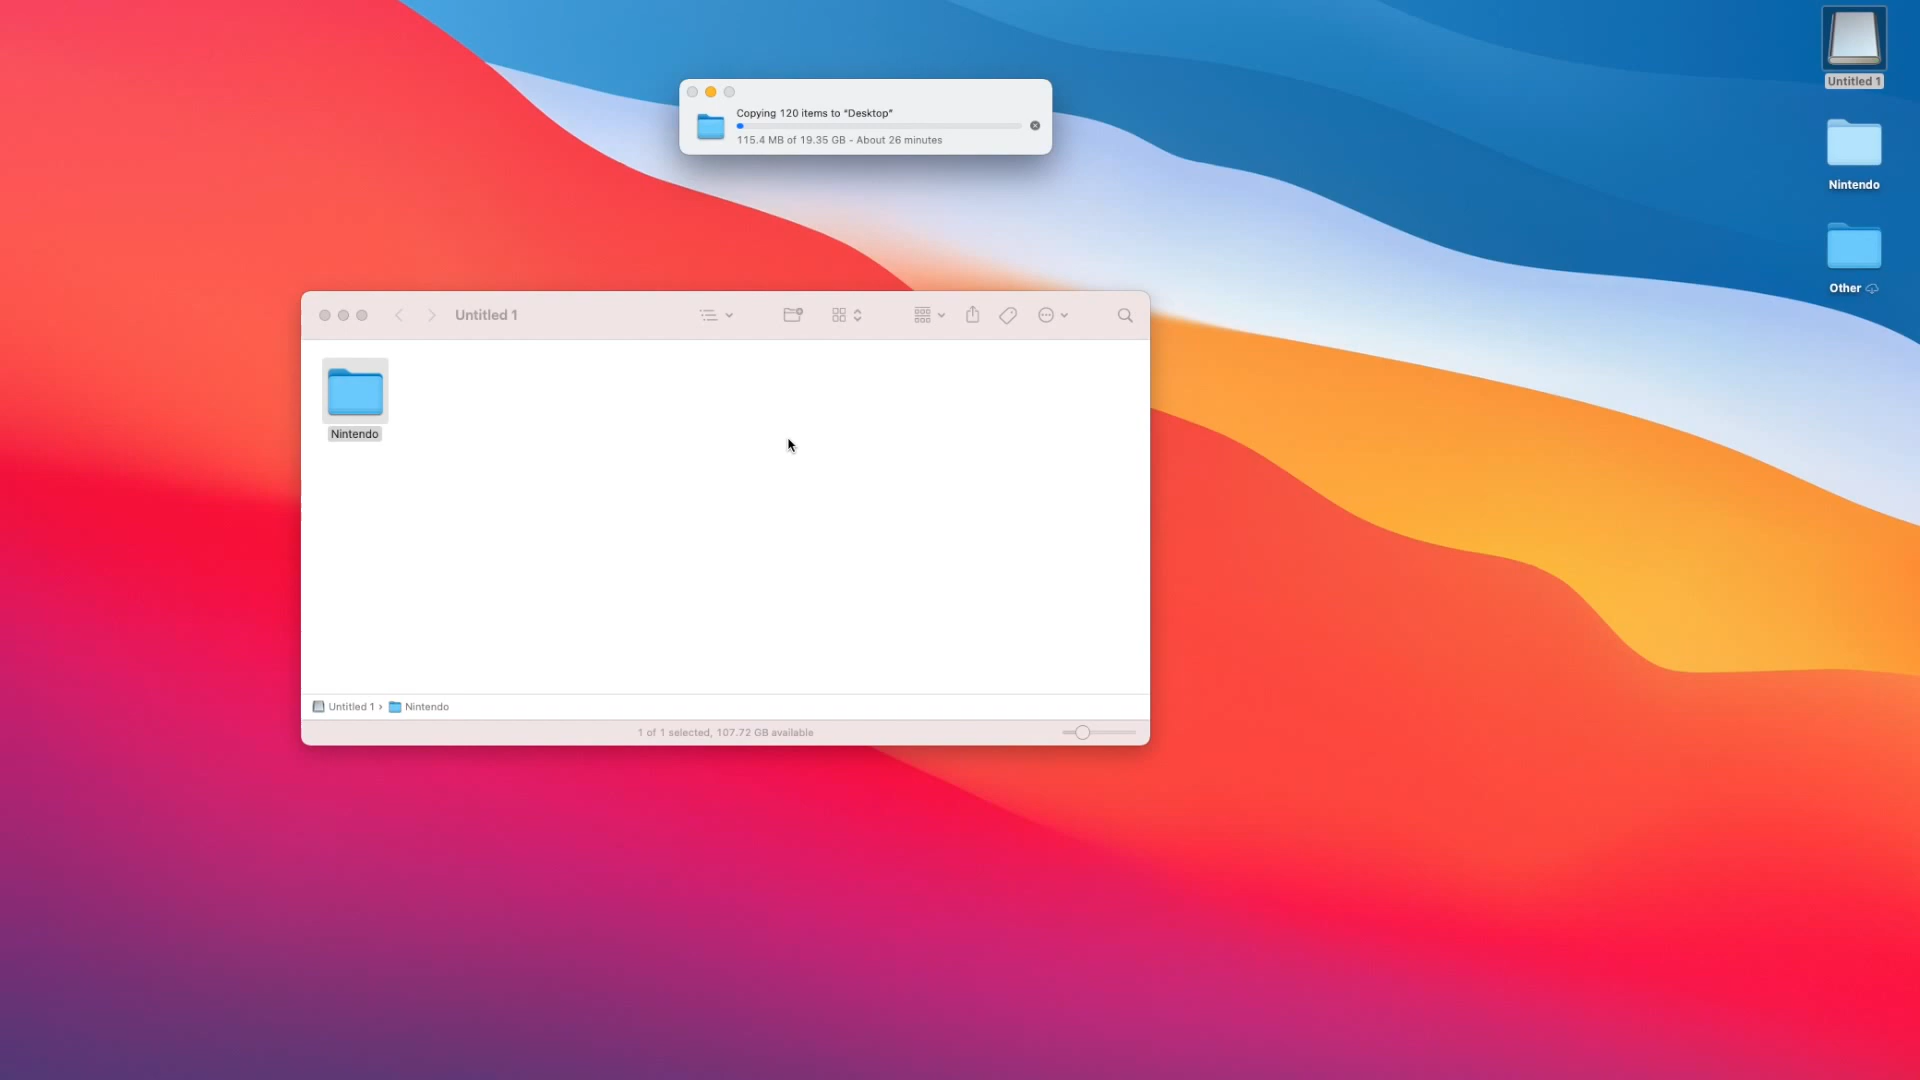 Untitled 1
Copying 120 items to “Desktop”
115.4 MB of 19.35 GB - About 26 minutes
Nintendo
Other
Untitled 1
Nintendo
Untitled 1 › Nintendo
1 of 1 selected, 107.72 GB available